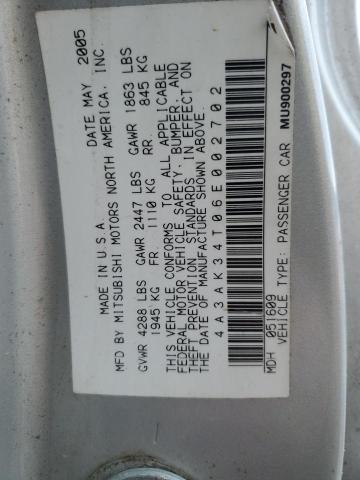 MADE IN U.S.A. DATE MAY 2005
MFD BY MITSUBISHI MOTORS NORTH AMERICA, INC.
GVWR 4288 LBS GAWR 2447 LBS GAWR 1863 LBS
1945 KG FR. 1110 KG RR. 845 KG
THIS VEHICLE CONFORMS TO ALL APPLICABLE
FEDERAL MOTOR VEHICLE SAFETY, BUMPER, AND
THEFT PREVENTION STANDARDS IN EFFECT ON
THE DATE OF MANUFACTURE SHOWN ABOVE.
4A3AK34T06E002702
MDH 051609
VEHICLE TYPE: PASSENGER CAR MU900297